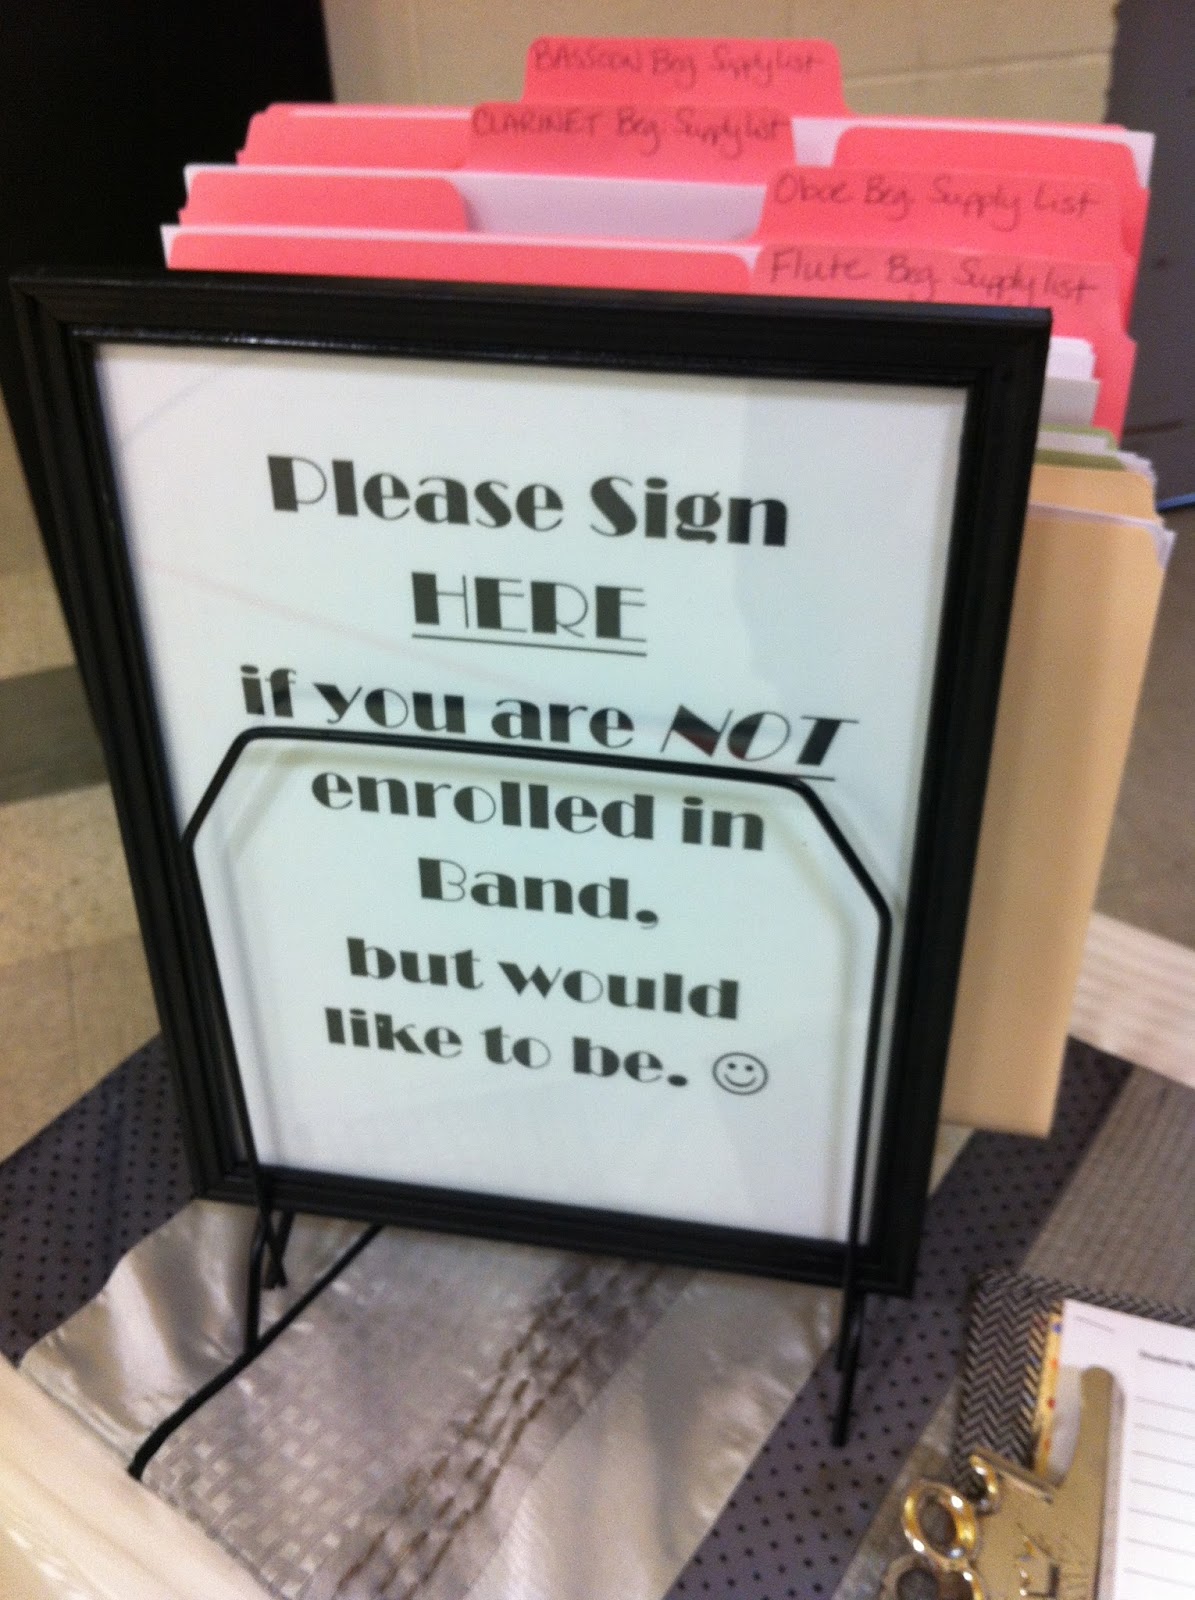 BASSOON Beg Supply list
CLARINET Beg. Supply list
Oboe Beg. Supply List
Flute Beg. Supply list
Please Sign
HERE
if you are NOT
enrolled in
Band,
but would
like to be. ☺
Student